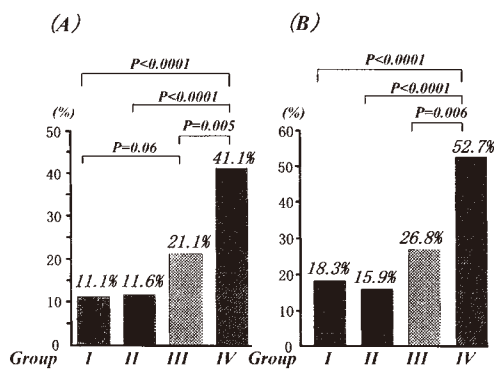 (A)
P<0.0001
P<0.0001
P=0.005
P=0.06
(%)
50
40
30
20
10
0
11.1%
11.6%
21.1%
41.1%
Group I II III IV
(B)
P<0.0001
P<0.0001
P=0.006
(%)
60
50
40
30
20
10
0
18.3%
15.9%
26.8%
52.7%
Group I II III IV